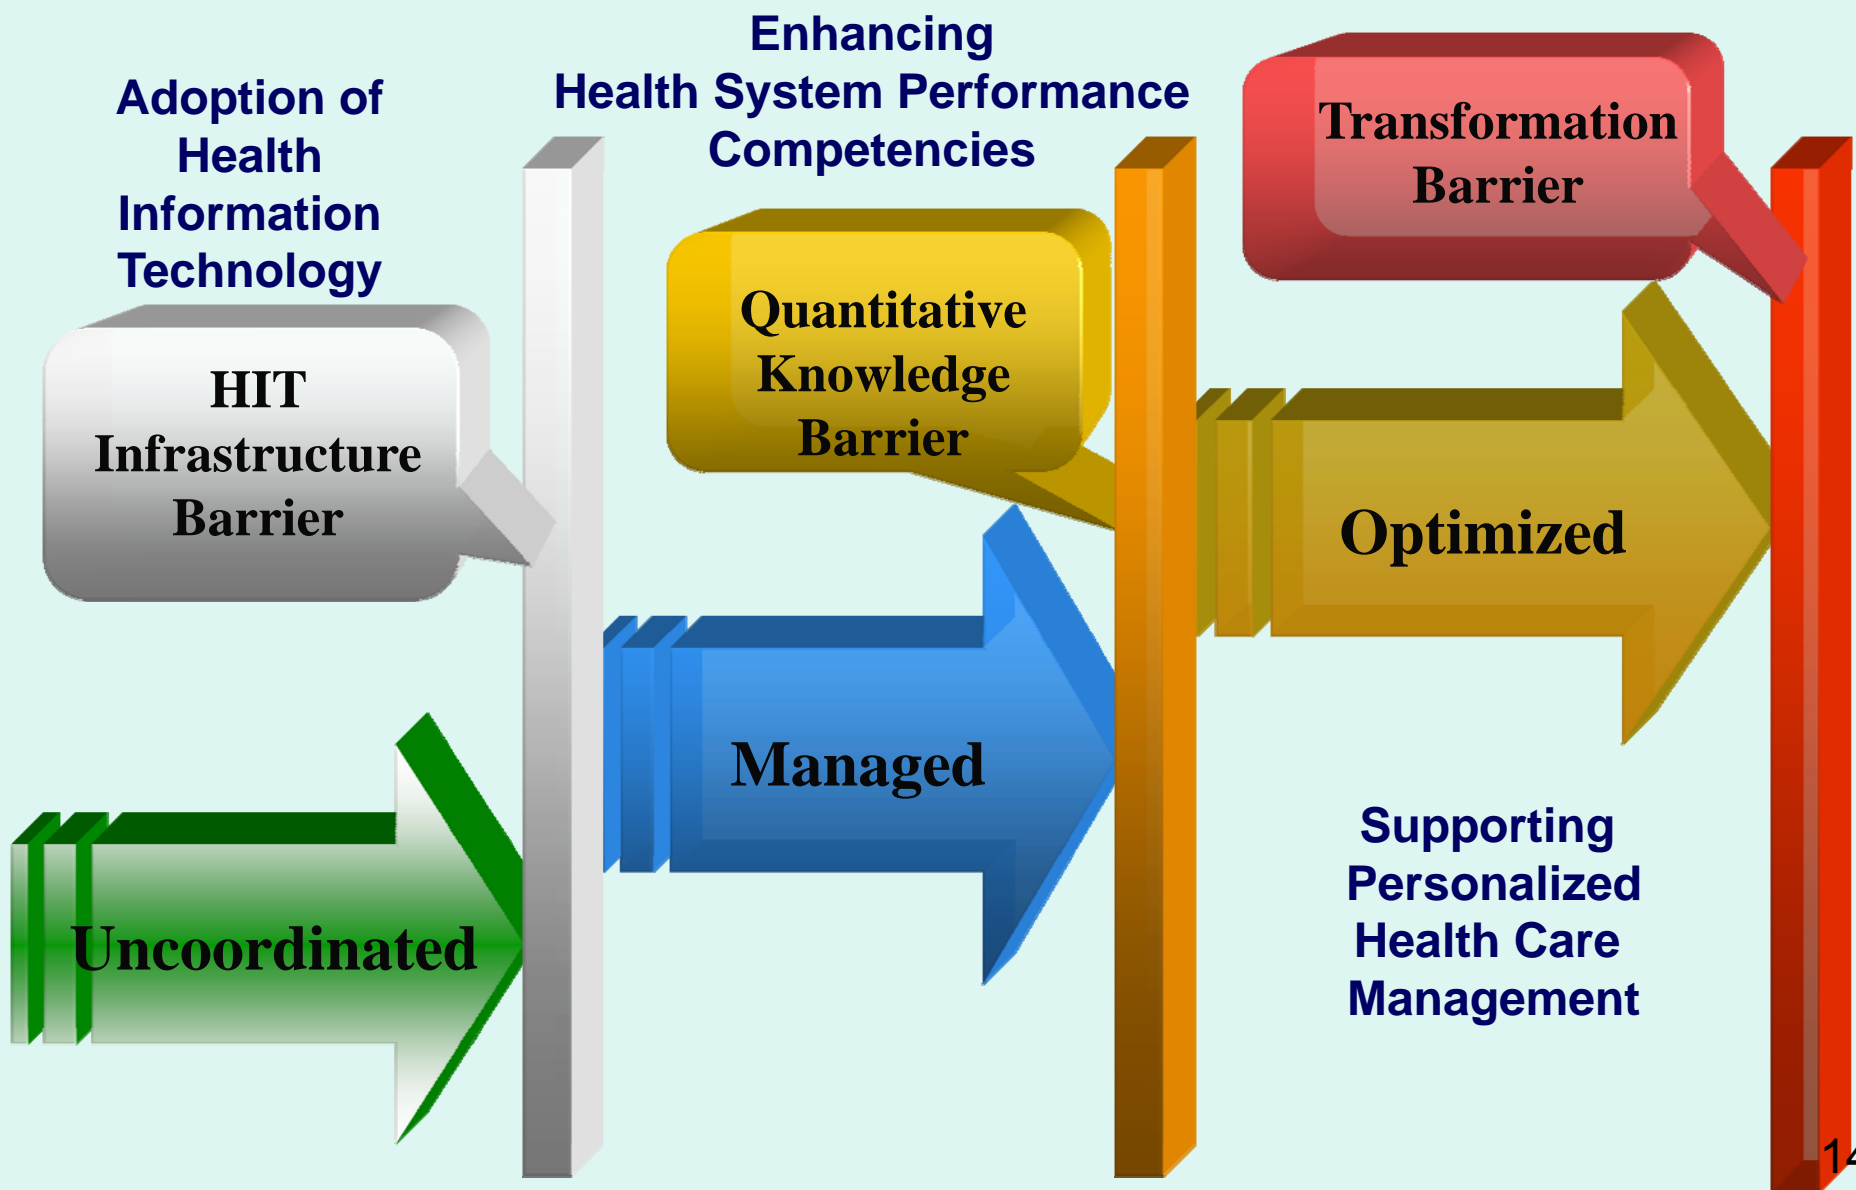 Adoption of
Health
Information
Technology
HIT
Infrastructure
Barrier
Uncoordinated
Enhancing
Health System Performance
Competencies
Quantitative
Knowledge
Barrier
Managed
Transformation
Barrier
Optimized
Supporting
Personalized
Health Care
Management
14